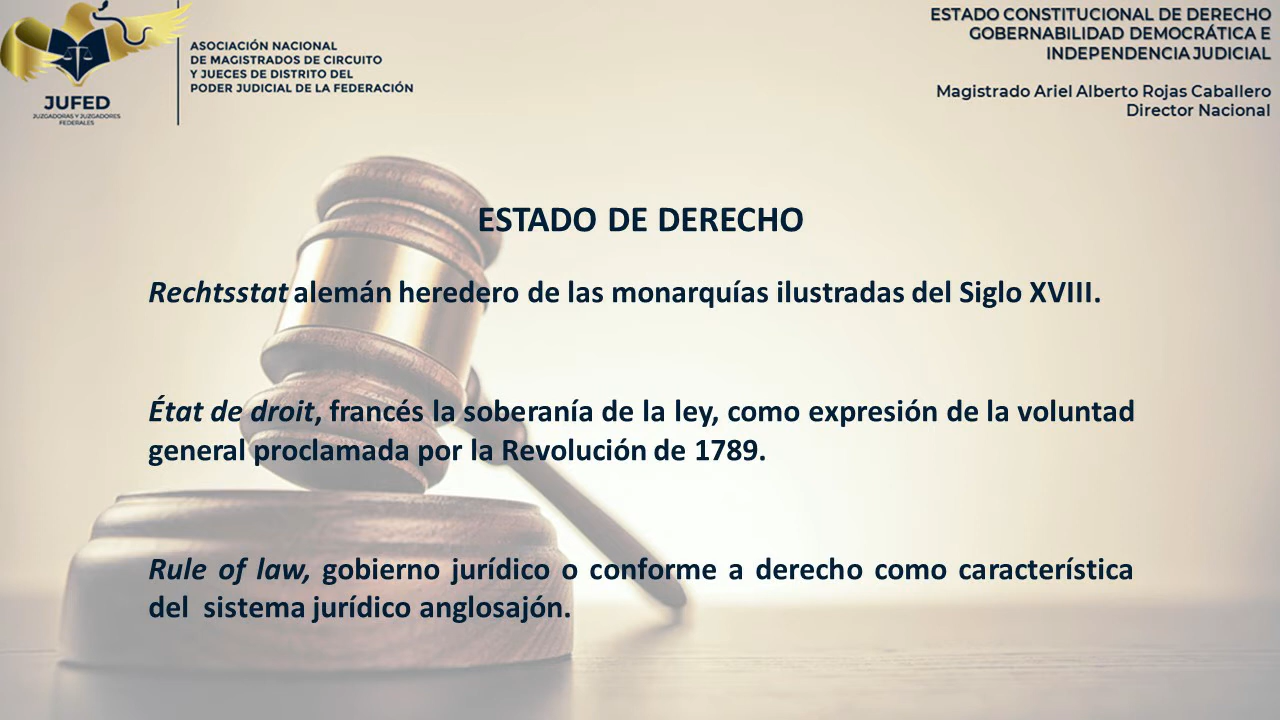 JUFED
JUZGADORAS Y JUZGADORES
FEDERALES
ASOCIACIÓN NACIONAL
DE MAGISTRADOS DE CIRCUITO
Y JUECES DE DISTRITO DEL
PODER JUDICIAL DE LA FEDERACIÓN
ESTADO CONSTITUCIONAL DE DERECHO
GOBERNABILIDAD DEMOCRÁTICA E
INDEPENDENCIA JUDICIAL
Magistrado Ariel Alberto Rojas Caballero
Director Nacional
ESTADO DE DERECHO
Rechtsstat alemán heredero de las monarquías ilustradas del Siglo XVIII.
État de droit, francés la soberanía de la ley, como expresión de la voluntad
general proclamada por la Revolución de 1789.
Rule of law, gobierno jurídico o conforme a derecho como característica
del sistema jurídico anglosajón.